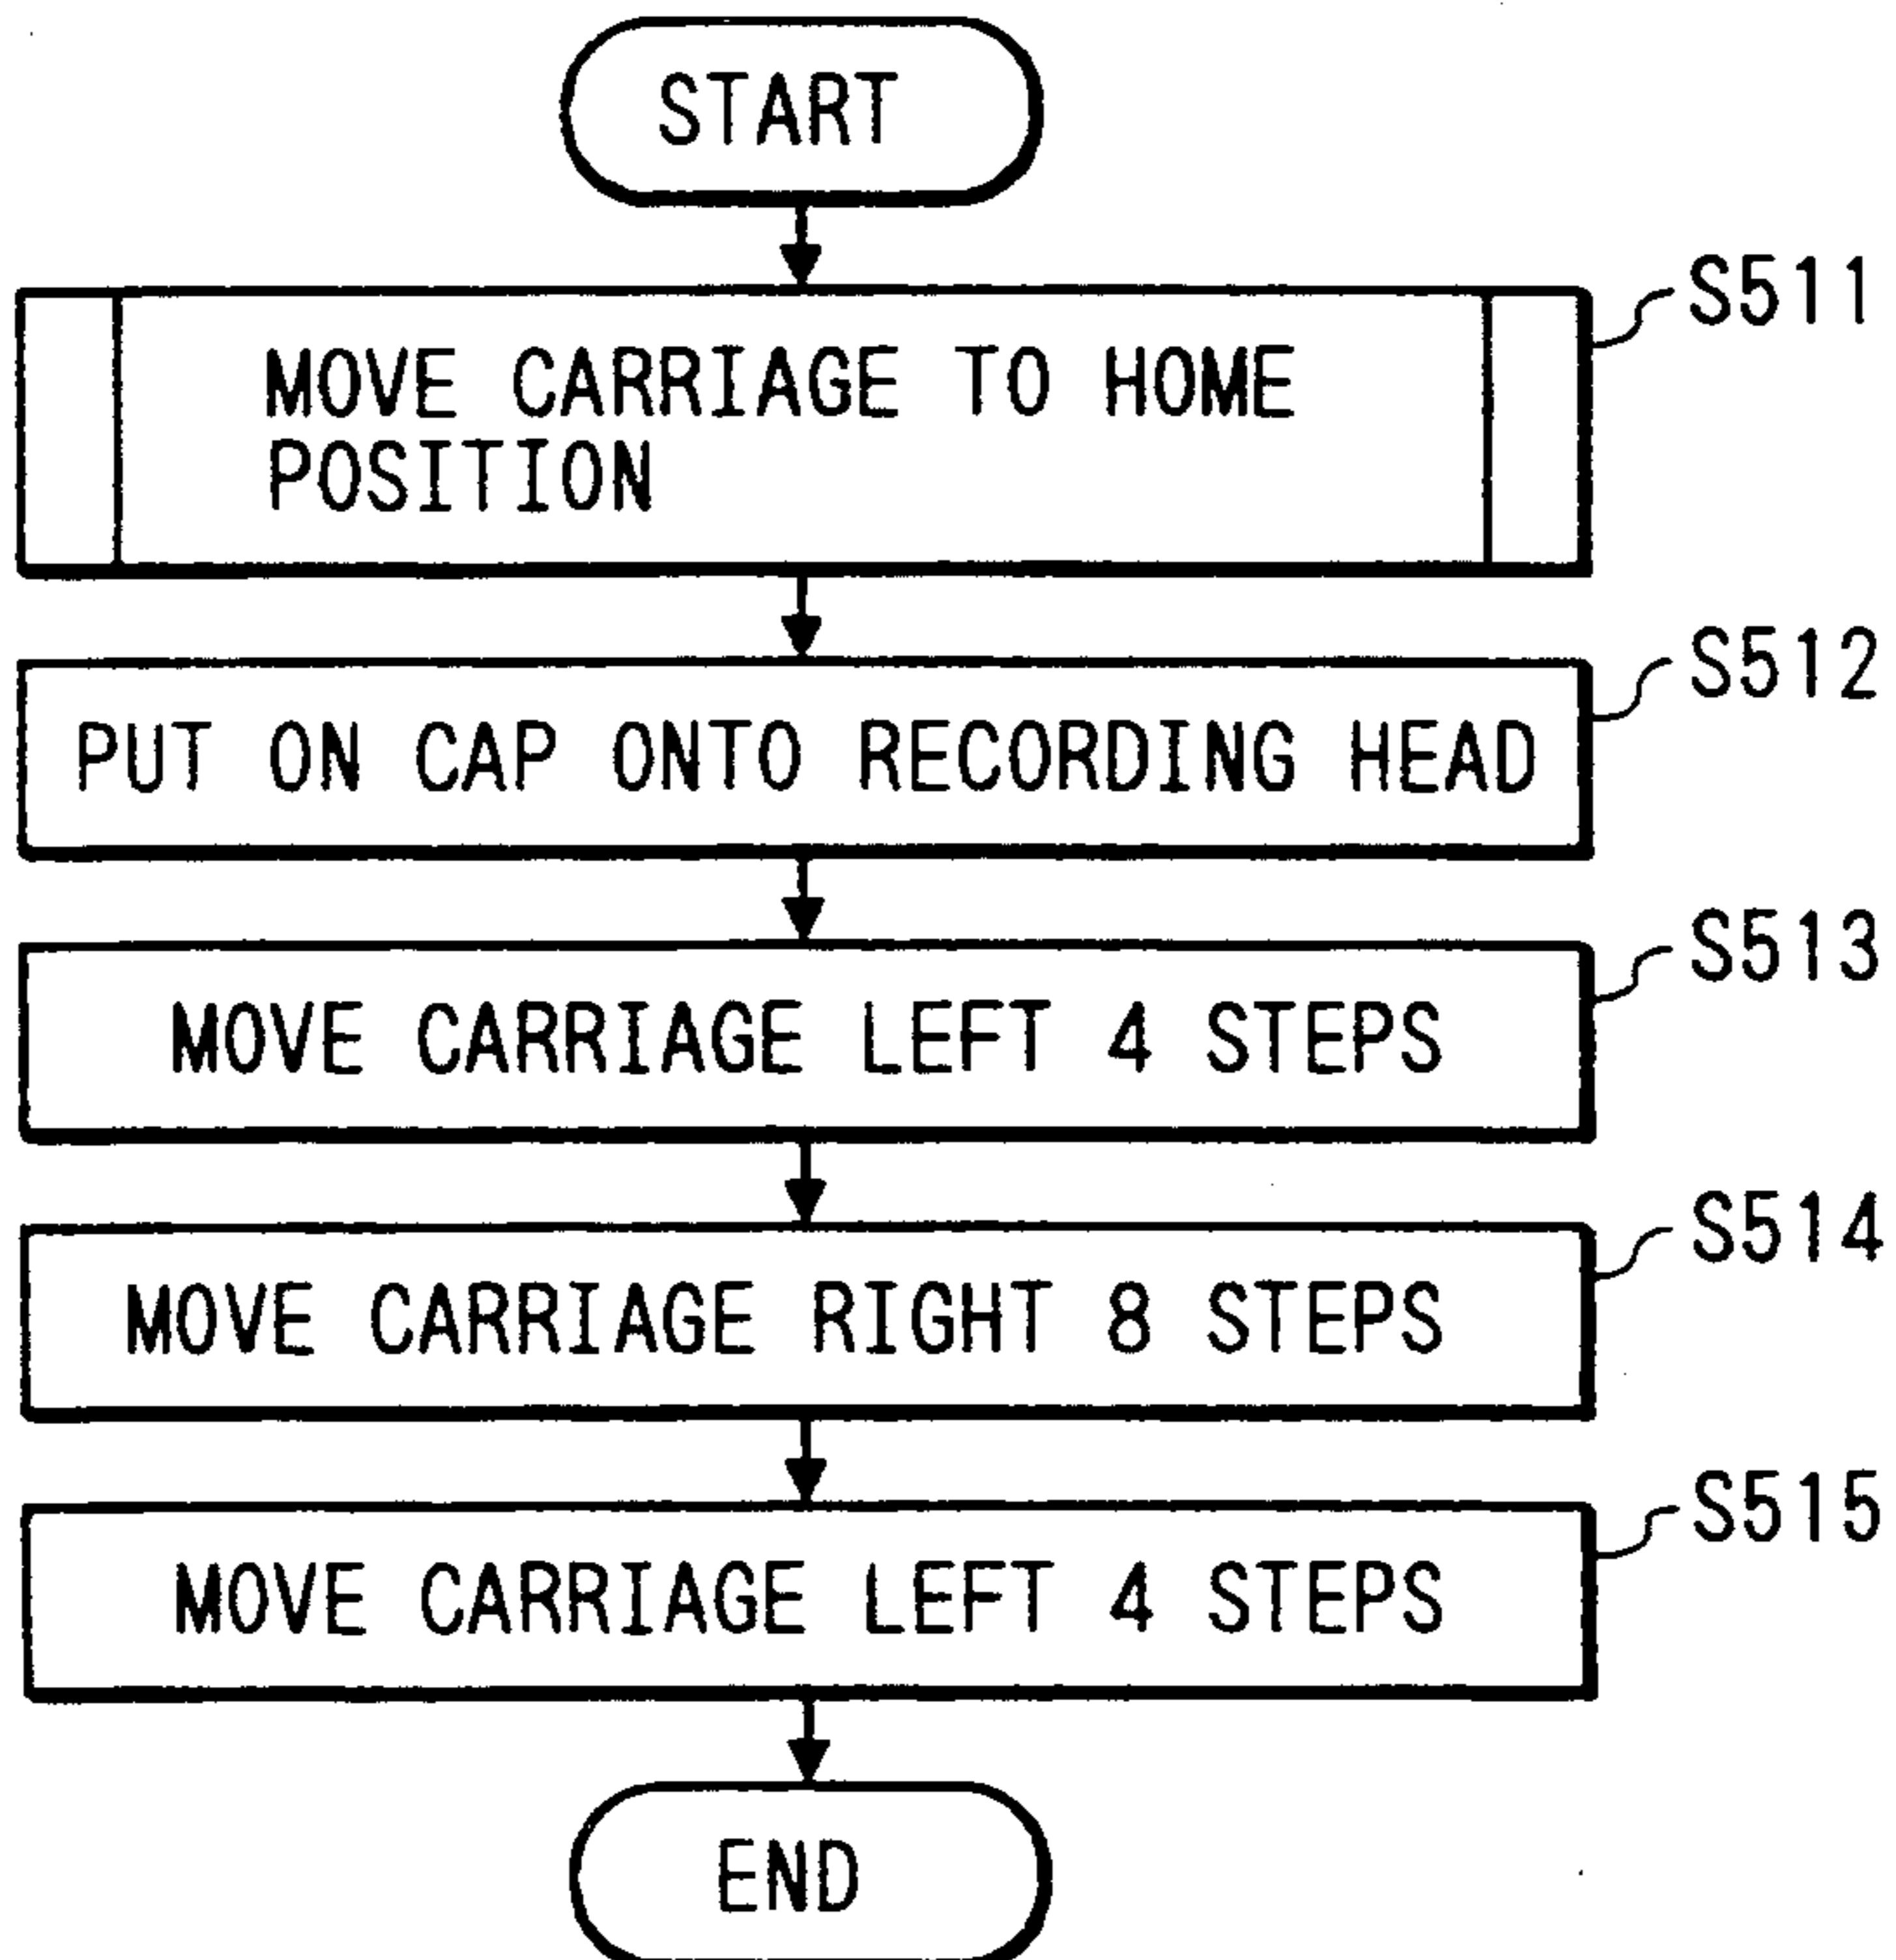 START
S511
MOVE CARRIAGE TO HOME
POSITION
S512
PUT ON CAP ONTO RECORDING HEAD
S513
MOVE CARRIAGE LEFT 4 STEPS
S514
MOVE CARRIAGE RIGHT 8 STEPS
S515
MOVE CARRIAGE LEFT 4 STEPS
END